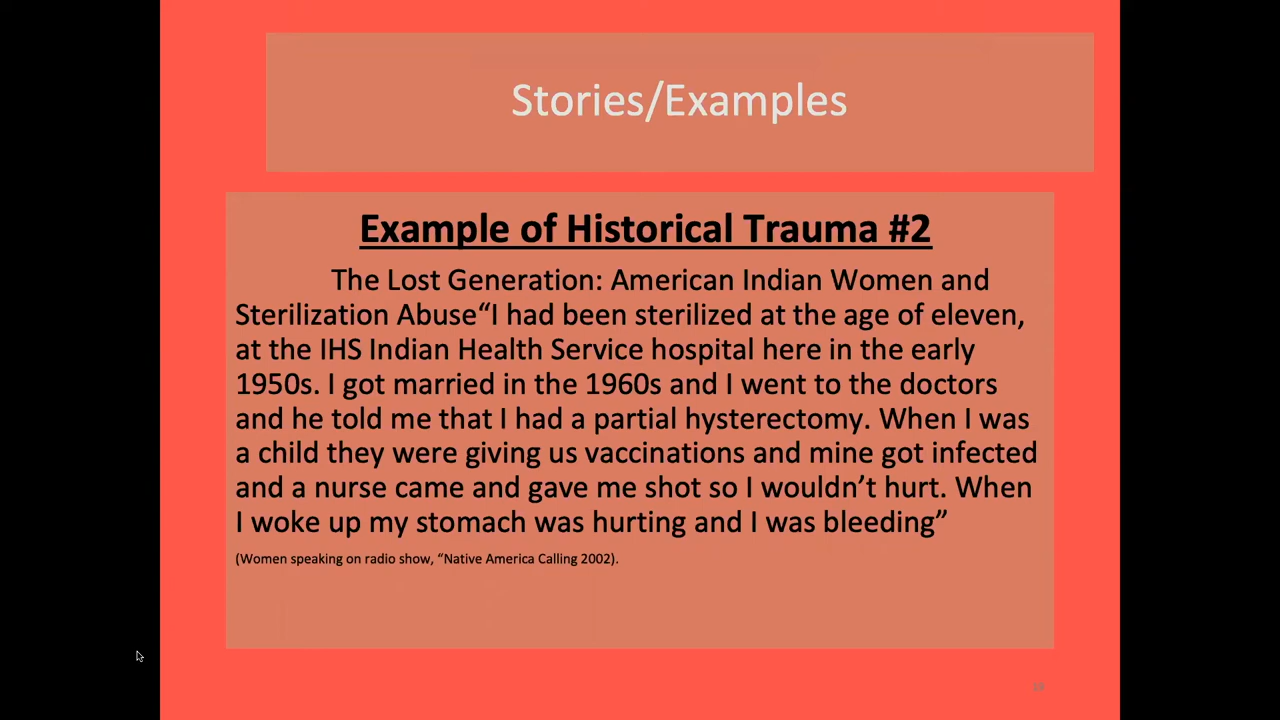 Stories/Examples
Example of Historical Trauma #2
The Lost Generation: American Indian Women and
Sterilization Abuse“I had been sterilized at the age of eleven,
at the IHS Indian Health Service hospital here in the early
1950s. I got married in the 1960s and I went to the doctors
and he told me that I had a partial hysterectomy. When I was
a child they were giving us vaccinations and mine got infected
and a nurse came and gave me shot so I wouldn’t hurt. When
I woke up my stomach was hurting and I was bleeding”
(Women speaking on radio show, “Native America Calling 2002).